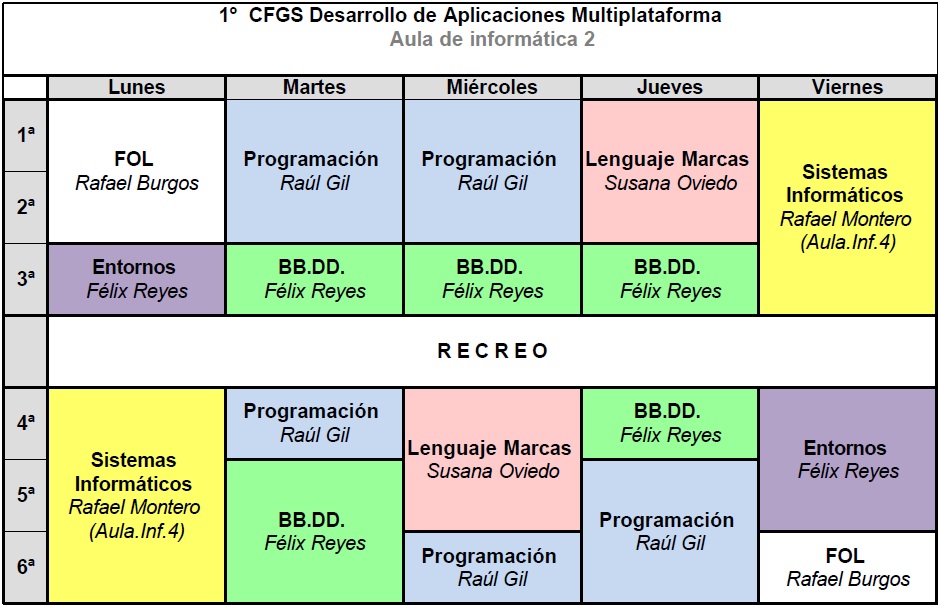 1º CFGS Desarrollo de Aplicaciones Multiplataforma
Aula de informática 2
Lunes Martes Miércoles Jueves Viernes
1ª
2ª
3ª
FOL
Rafael Burgos
Programación
Raúl Gil
Programación
Raúl Gil
Lenguaje Marcas
Susana Oviedo
Sistemas
Informáticos
Rafael Montero
(Aula.Inf.4)
Entornos
Félix Reyes
BB.DD.
Félix Reyes
BB.DD.
Félix Reyes
BB.DD.
Félix Reyes
R E C R E O
4ª
5ª
6ª
Sistemas
Informáticos
Rafael Montero
(Aula.Inf.4)
Programación
Raúl Gil
BB.DD.
Félix Reyes
Lenguaje Marcas
Susana Oviedo
Programación
Raúl Gil
BB.DD.
Félix Reyes
Programación
Raúl Gil
Entornos
Félix Reyes
FOL
Rafael Burgos